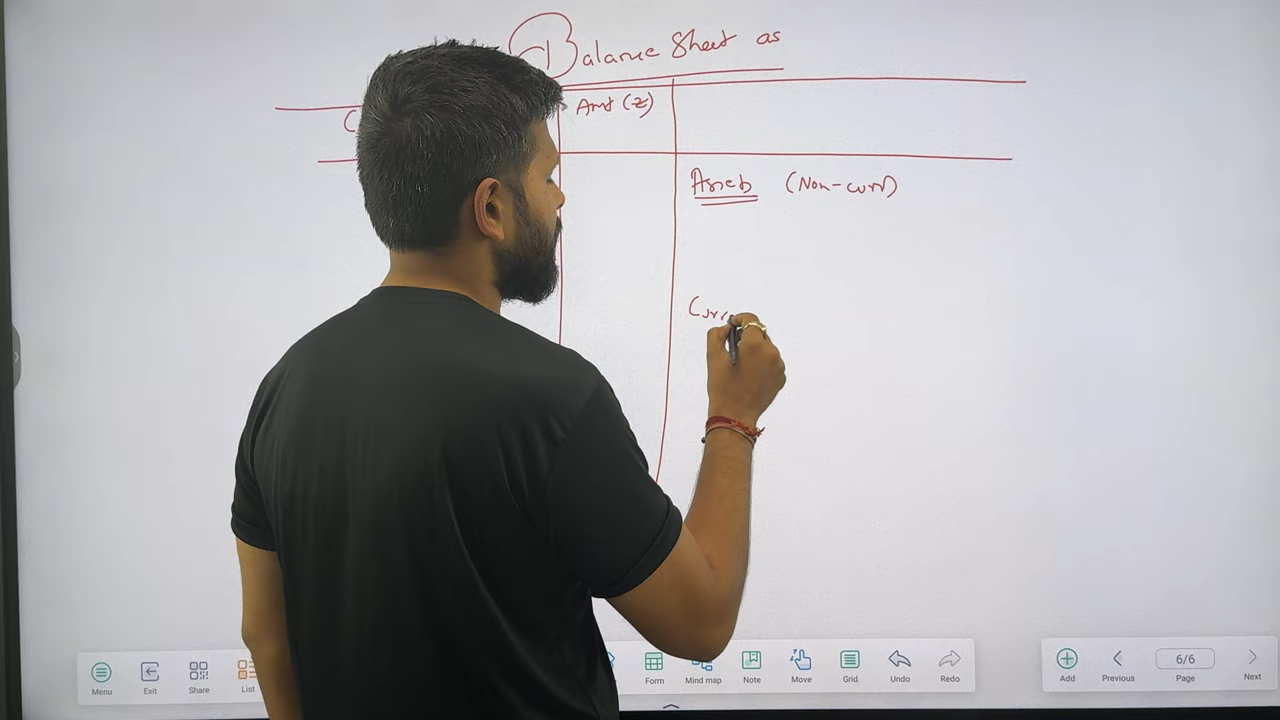 Balance Sheet as
C Amt (₹)
Assets (Non-curr)
Curr
Menu Exit Share List Form Mind map Note Move Grid Undo Redo Add Previous 6/6 Page Next